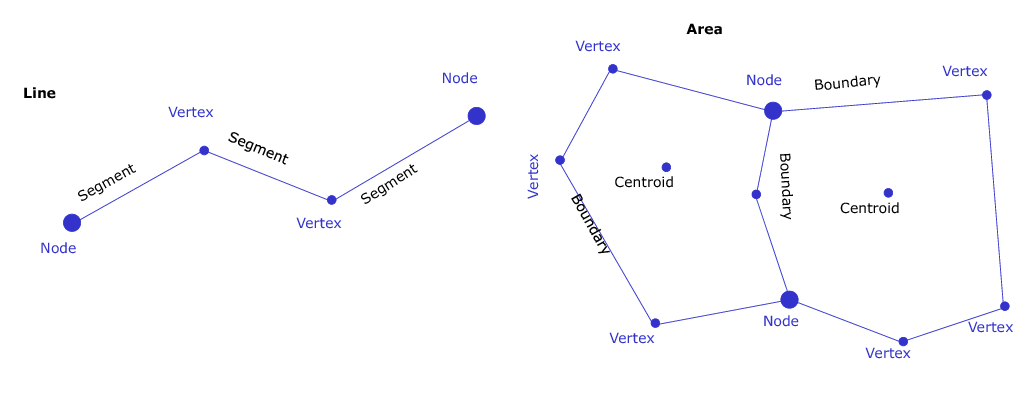 Line
Node
Segment
Vertex
Segment
Vertex
Segment
Node
Area
Vertex
Node
Boundary
Vertex
Vertex
Centroid
Boundary
Centroid
Boundary
Vertex
Node
Vertex
Vertex